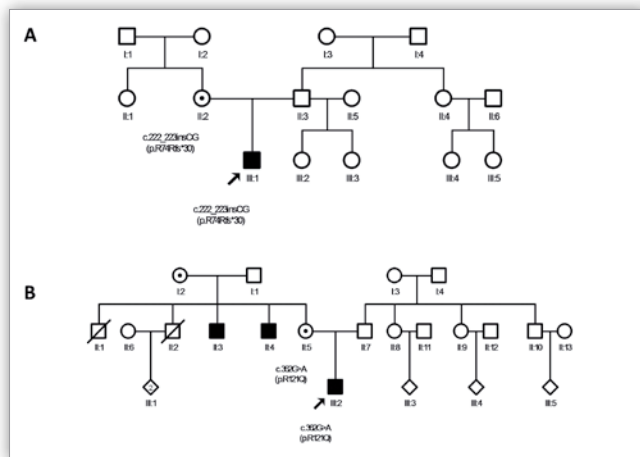 A
I:1 I:2 I:3 I:4
II:1 II:2 II:3 II:5 II:4 II:6
c.222_223insCG
(p.R74Rfs*30)
III:1 III:2 III:3 III:4 III:5
c.222_223insCG
(p.R74Rfs*30)
B
I:2 I:1 I:3 I:4
II:1 II:6 II:2 II:3 II:4 II:5 II:7 II:8 II:11 II:9 II:12 II:10 II:13
c.362G>A
(p.R121Q)
III:1 III:2 III:3 III:4 III:5
c.362G>A
(p.R121Q)